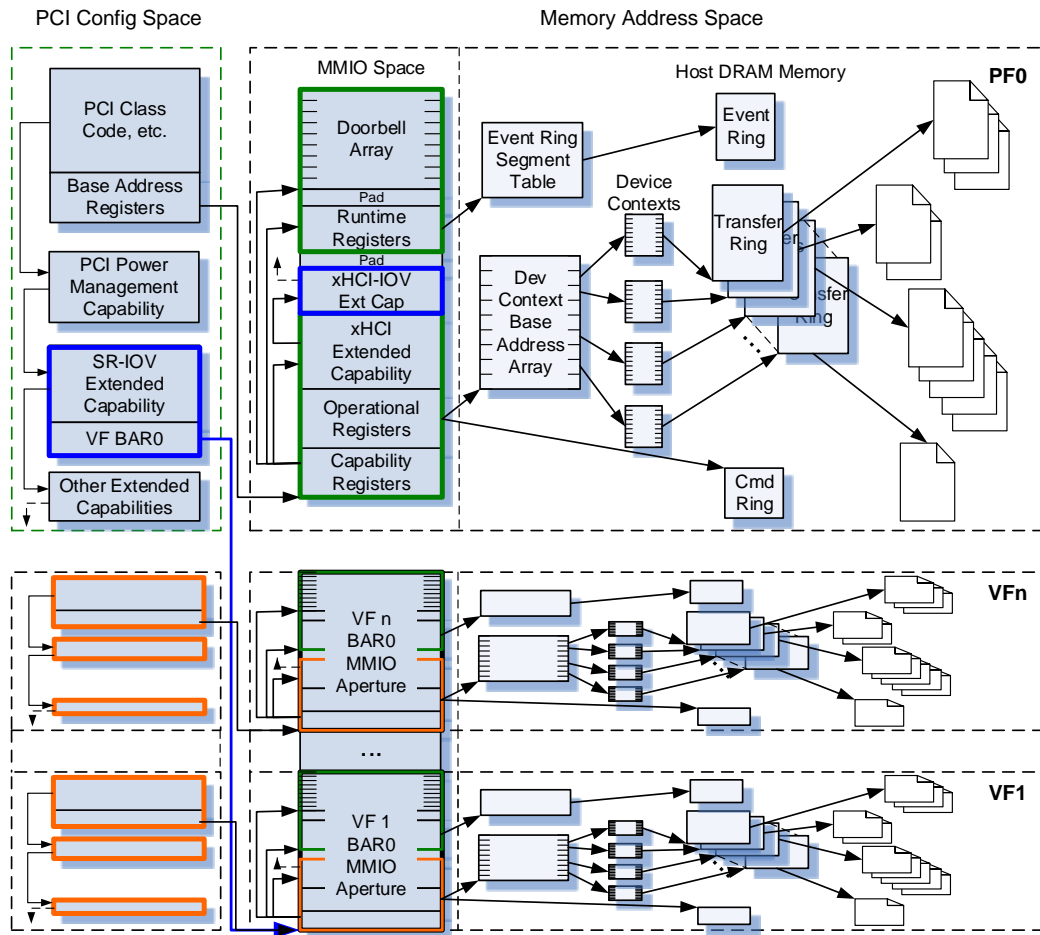 PCI Config Space
Memory Address Space
PCI Class
Code, etc.
Base Address
Registers
PCI Power
Management
Capability
SR-IOV
Extended
Capability
VF BAR0
Other Extended
Capabilities
MMIO Space
Doorbell
Array
Pad
Runtime
Registers
Pad
xHCI-IOV
Ext Cap
xHCI
Extended
Capability
Operational
Registers
Capability
Registers
Host DRAM Memory
PF0
Event Ring
Segment
Table
Event
Ring
Device
Contexts
Dev
Context
Base
Address
Array
Transfer
Ring
Transfer
Ring
...
Cmd
Ring
VF n
BAR0
MMIO
Aperture
VFn
...
...
VF 1
BAR0
MMIO
Aperture
VF1
...